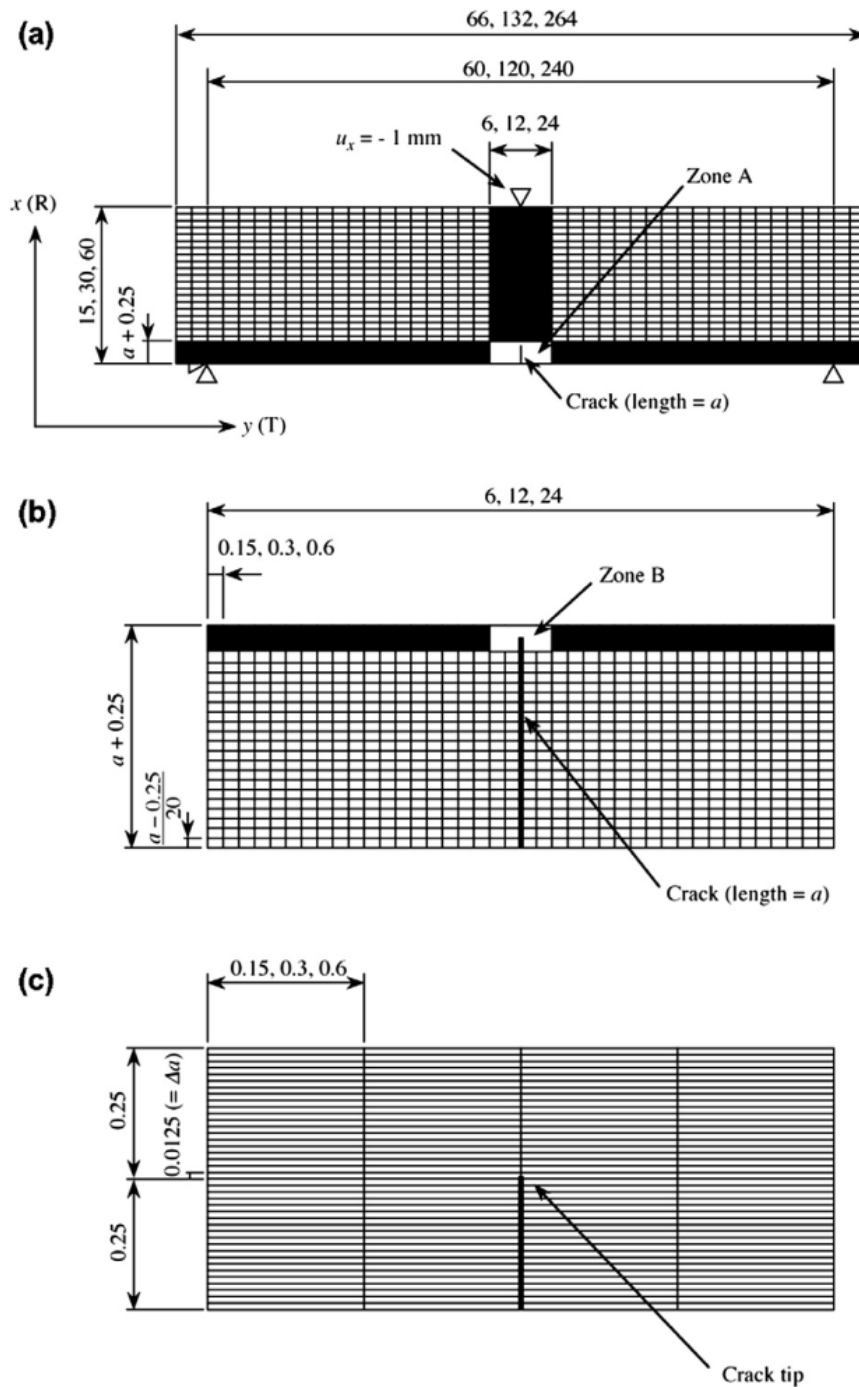 (a)
66, 132, 264
60, 120, 240
6, 12, 24
u_x = - 1 mm
Zone A
x (R)
15, 30, 60
a + 0.25
Crack (length = a)
y (T)
(b)
6, 12, 24
0.15, 0.3, 0.6
Zone B
a + 0.25
a − 0.25
20
Crack (length = a)
(c)
0.15, 0.3, 0.6
0.25
0.0125 (= Δa)
0.25
Crack tip